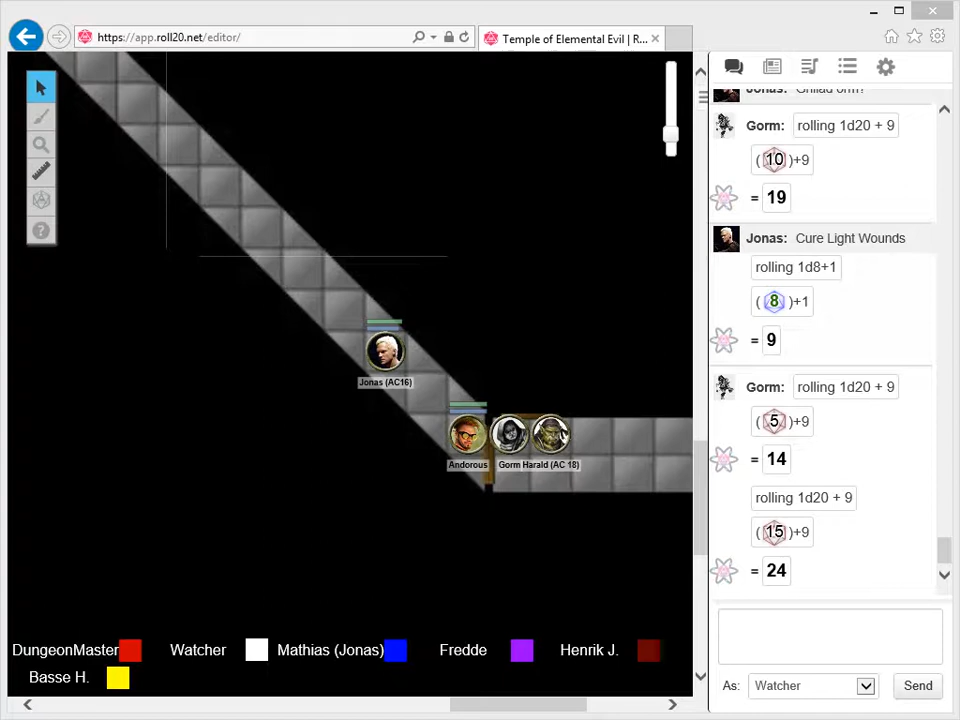 https://app.roll20.net/editor/
Temple of Elemental Evil | R...
Jonas:
Gorm: rolling 1d20 + 9
(10)+9
= 19
Jonas: Cure Light Wounds
rolling 1d8+1
(8)+1
= 9
Gorm: rolling 1d20 + 9
(5)+9
= 14
rolling 1d20 + 9
(15)+9
= 24
Jonas (AC16)
Andorous
Gorm Harald (AC 18)
DungeonMaster Watcher Mathias (Jonas) Fredde Henrik J.
Basse H.
As: Watcher Send